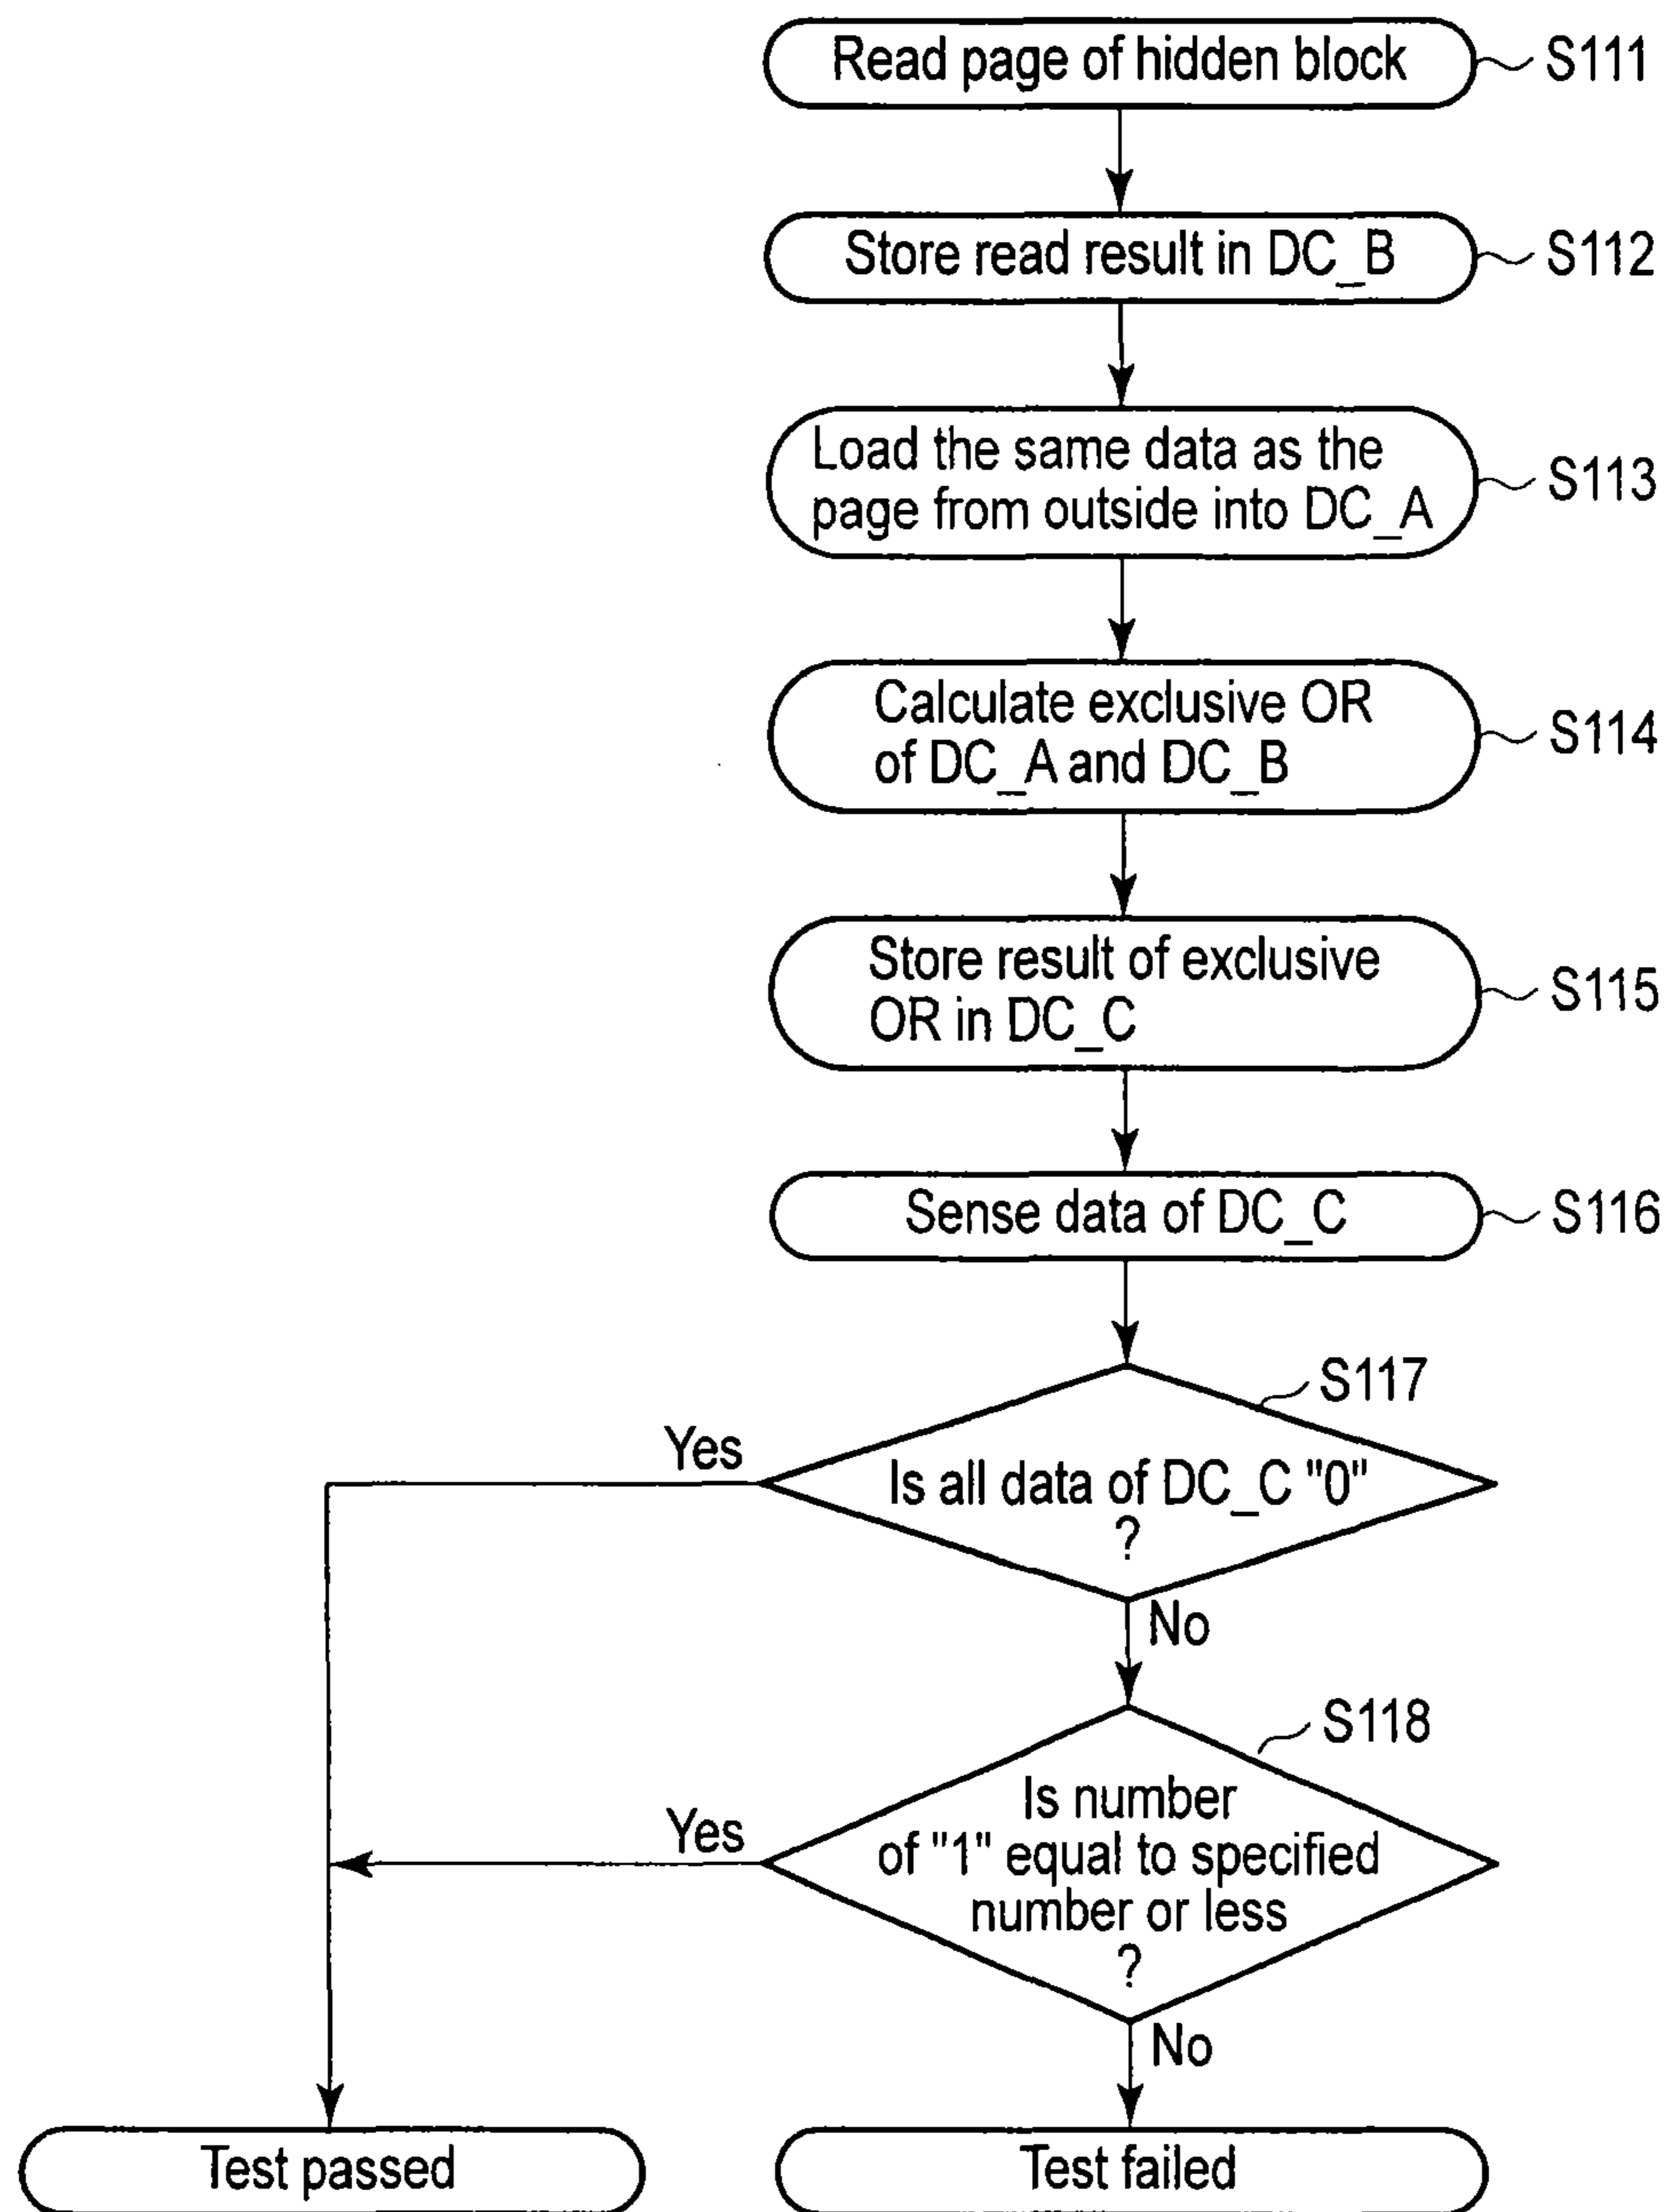 Read page of hidden block
S111
Store read result in DC_B
S112
Load the same data as the
page from outside into DC_A
S113
Calculate exclusive OR
of DC_A and DC_B
S114
Store result of exclusive
OR in DC_C
S115
Sense data of DC_C
S116
S117
Yes
Is all data of DC_C "0"
?
No
S118
Yes
Is number
of "1" equal to specified
number or less
?
No
Test passed
Test failed